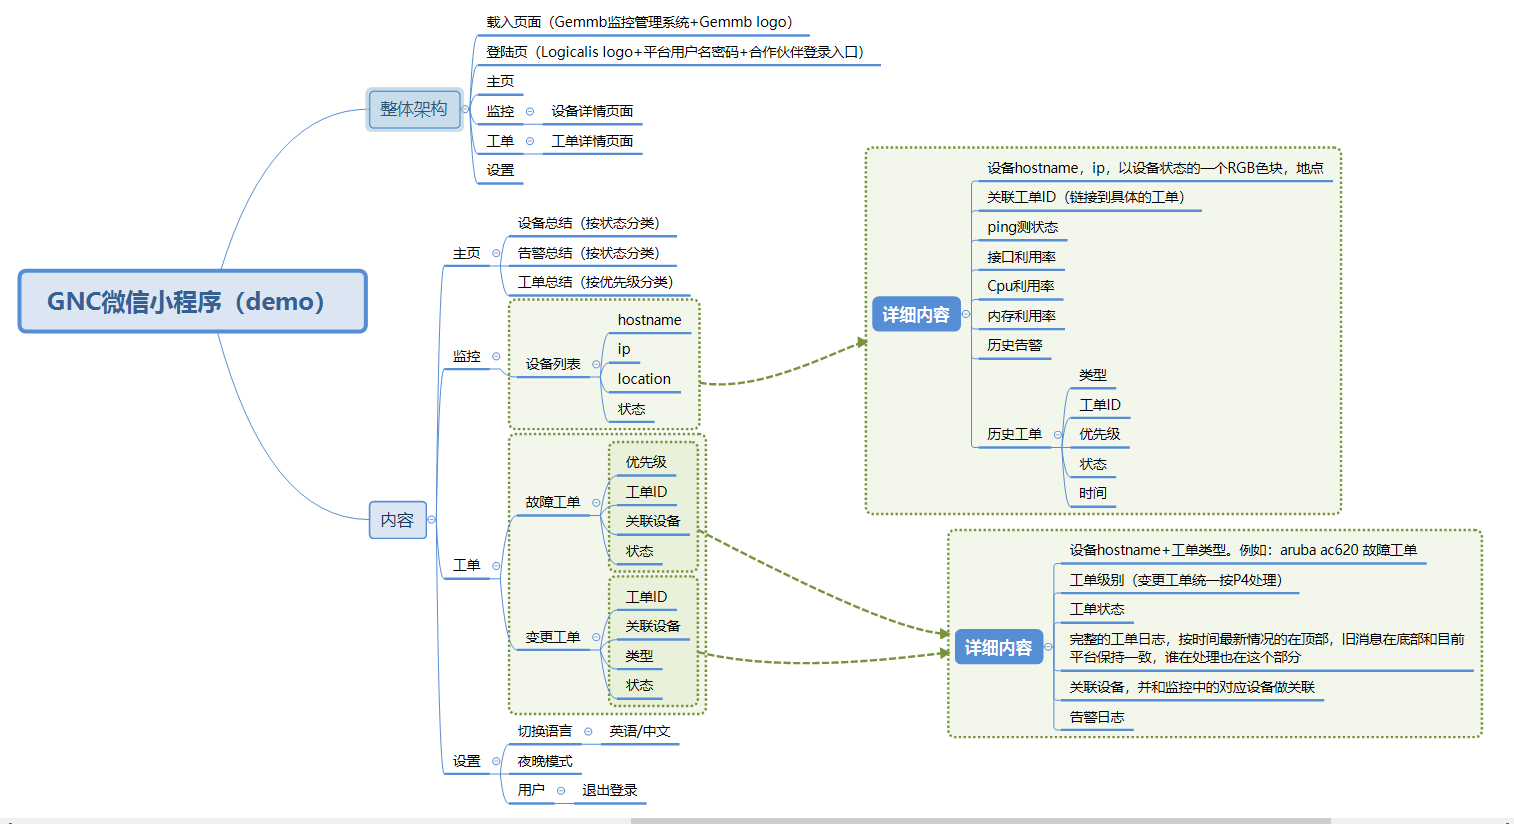 GNC微信小程序（demo）
整体架构
载入页面（Gemmb监控管理系统+Gemmb logo）
登陆页（Logicalis logo+平台用户名密码+合作伙伴登录入口）
主页
监控
设备详情页面
工单
工单详情页面
设置
内容
主页
设备总结（按状态分类）
告警总结（按状态分类）
工单总结（按优先级分类）
监控
设备列表
hostname
ip
location
状态
详细内容
设备hostname，ip，以设备状态的一个RGB色块，地点
关联工单ID（链接到具体的工单）
ping测状态
接口利用率
Cpu利用率
内存利用率
历史告警
历史工单
类型
工单ID
优先级
状态
时间
工单
故障工单
优先级
工单ID
关联设备
状态
变更工单
工单ID
关联设备
类型
状态
详细内容
设备hostname+工单类型。例如：aruba ac620 故障工单
工单级别（变更工单统一按P4处理）
工单状态
完整的工单日志，按时间最新情况的在顶部，旧消息在底部和目前
平台保持一致，谁在处理也在这个部分
关联设备，并和监控中的对应设备做关联
告警日志
设置
切换语言
英语/中文
夜晚模式
用户
退出登录